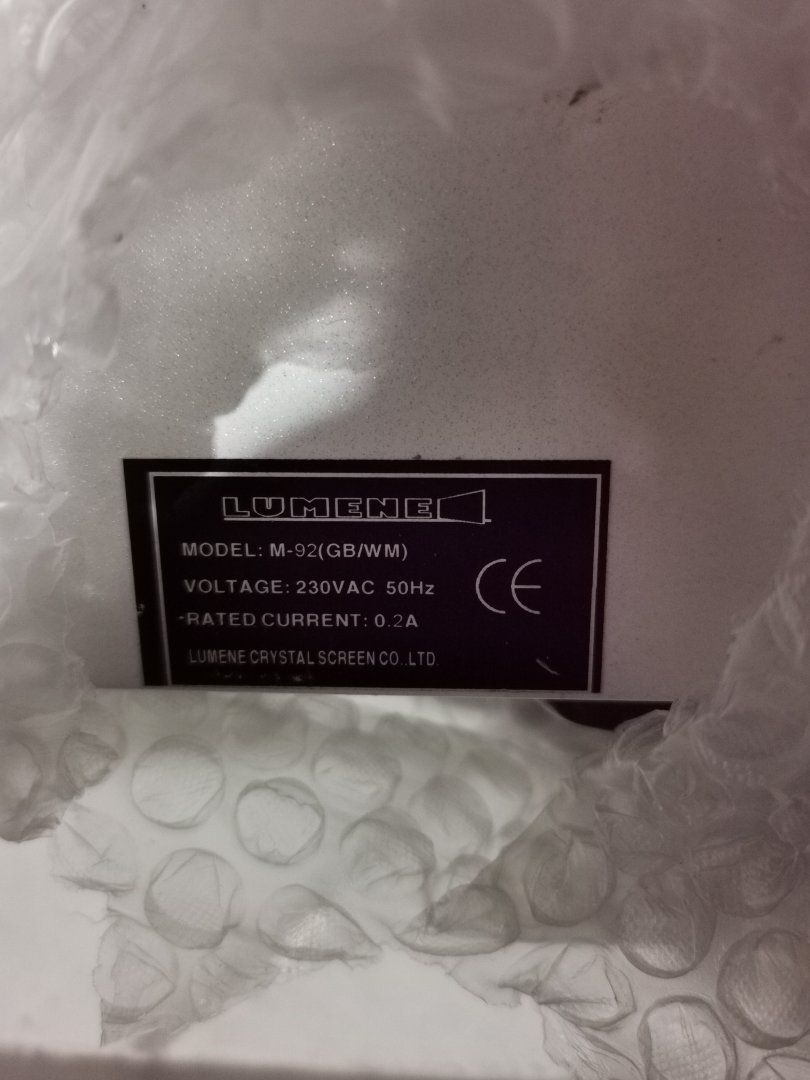 LUMENE
MODEL: M-92(GB/WM)
VOLTAGE: 230VAC 50Hz
RATED CURRENT: 0.2A
LUMENE CRYSTAL SCREEN CO.,LTD.
CE